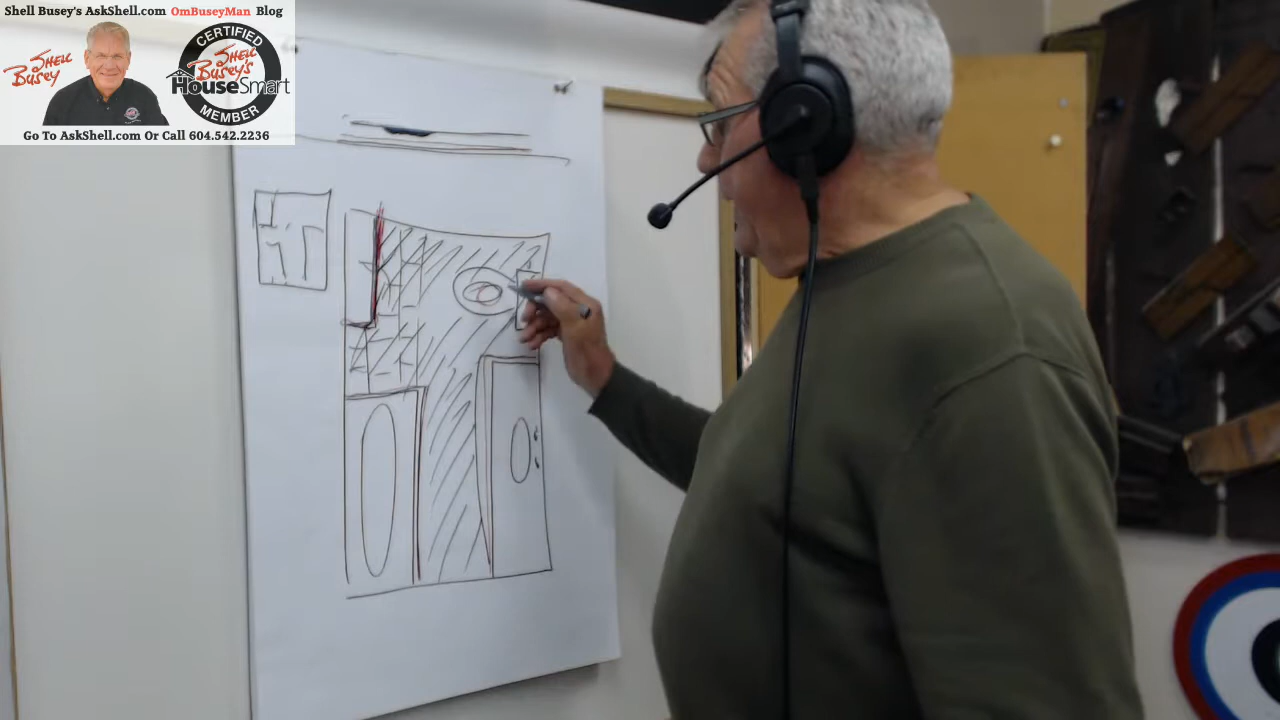 Shell Busey's AskShell.com OmBuseyMan Blog
SHELL
BUSEY
CERTIFIED
SHELL
BUSEY'S
HOUSESmart
MEMBER
Go To AskShell.com Or Call 604.542.2236